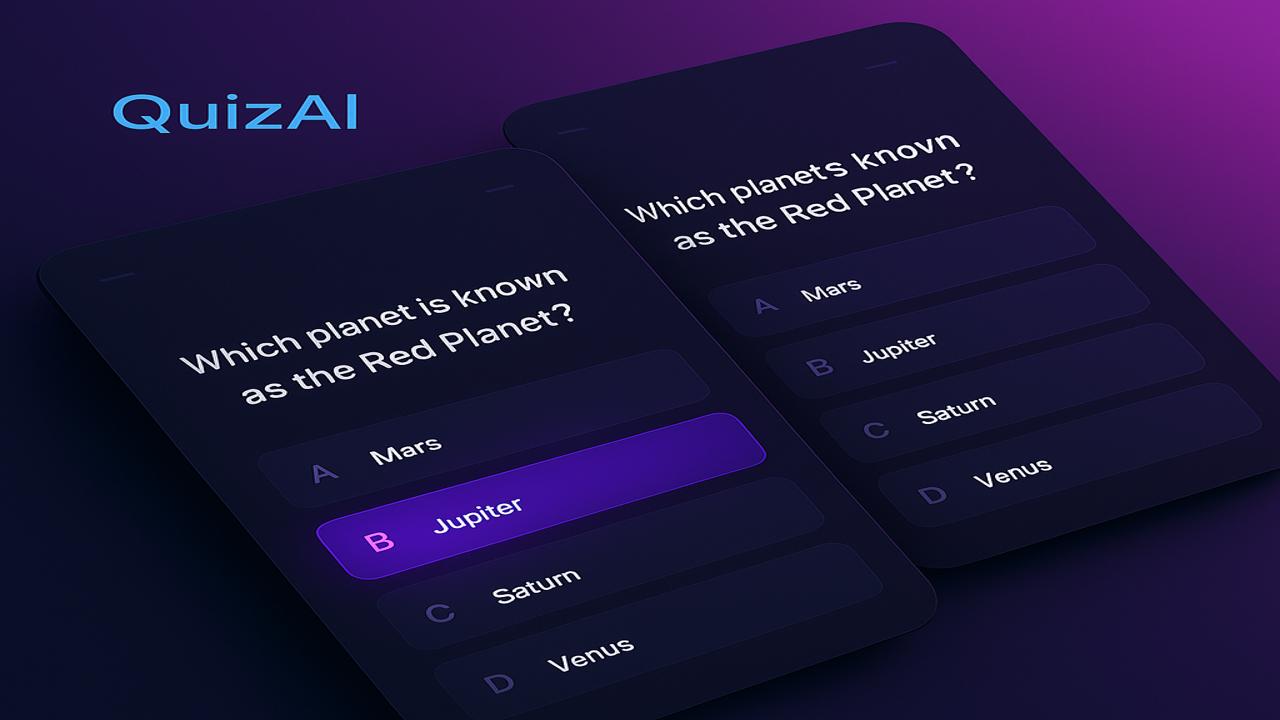 QuizAI
Which planet is known
as the Red Planet?
A Mars
B Jupiter
C Saturn
D Venus
Which planets knovn
as the Red Planet?
A Mars
B Jupiter
C Saturn
D Venus